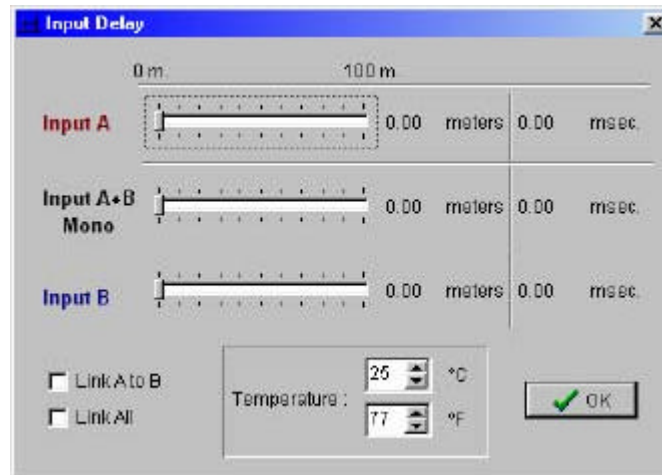 Input Delay
0 m. 100 m
Input A 0.00 meters 0.00 msec.
Input A+B
Mono 0.00 meters 0.00 msec.
Input B 0.00 meters 0.00 msec.
Link A to B
Link All
Temperature :
25 °C
77 °F
OK